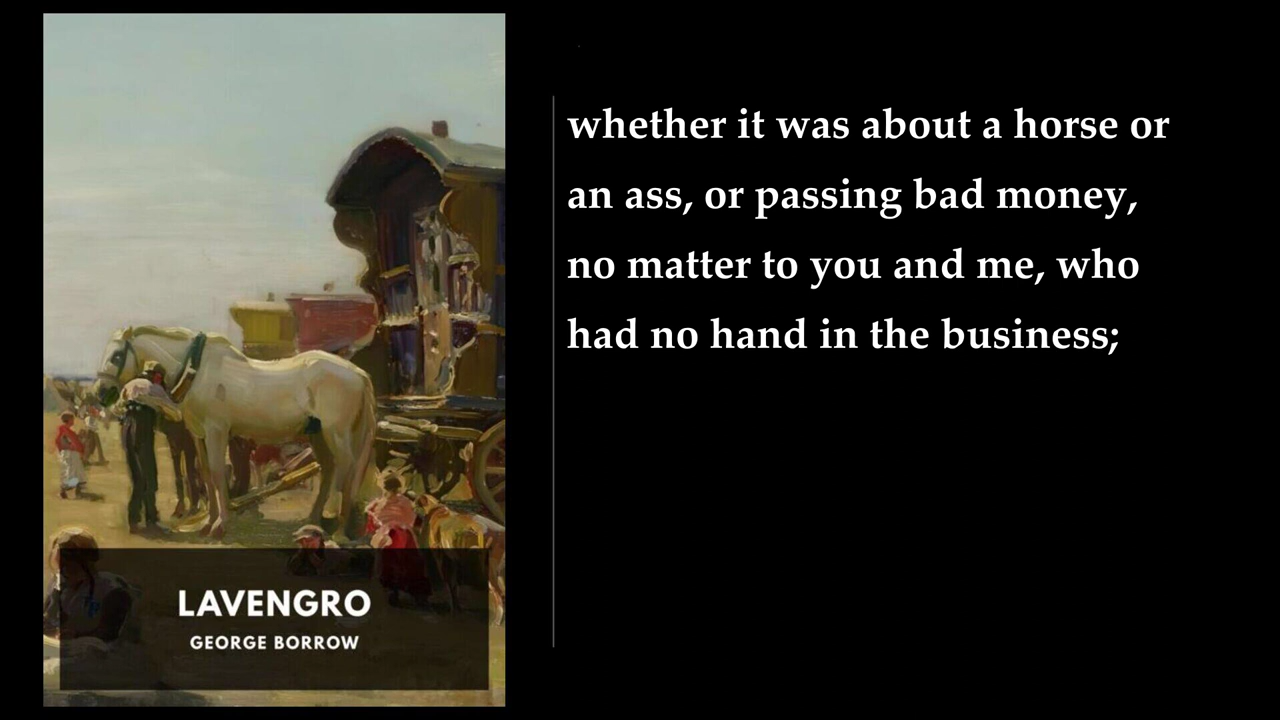 whether it was about a horse or
an ass, or passing bad money,
no matter to you and me, who
had no hand in the business;
LAVENGRO
GEORGE BORROW